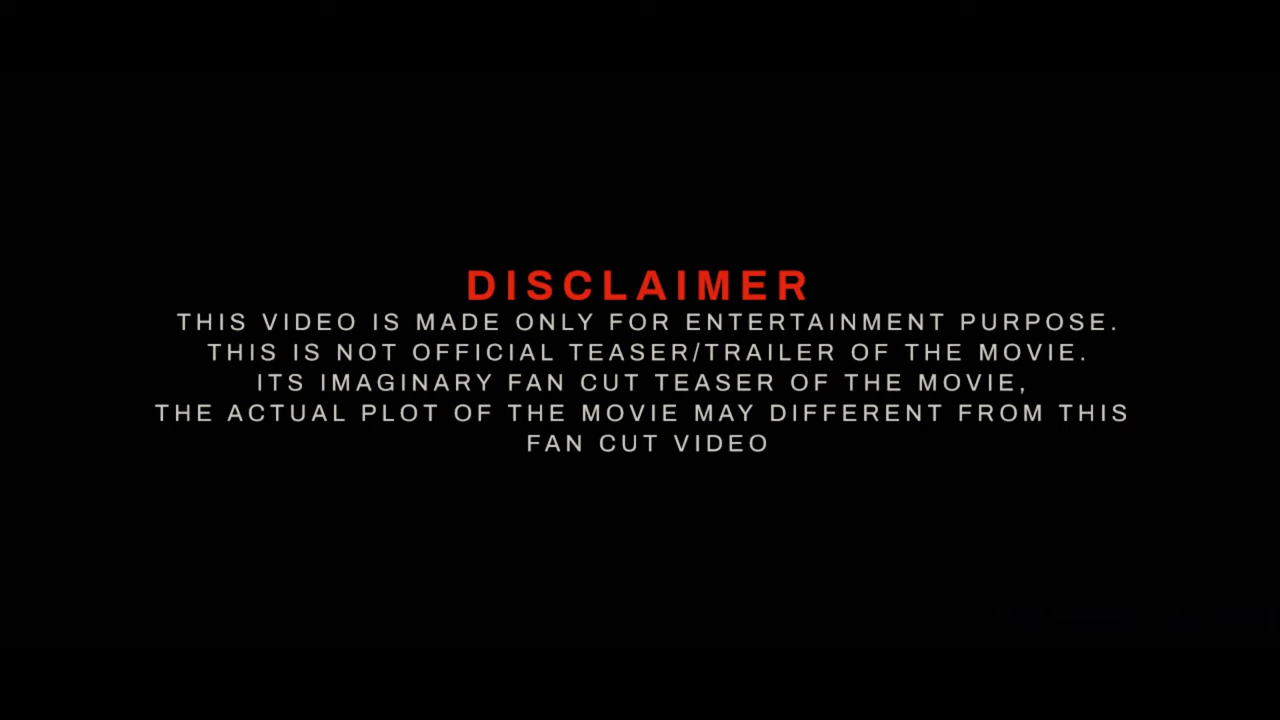 DISCLAIMER
THIS VIDEO IS MADE ONLY FOR ENTERTAINMENT PURPOSE.
THIS IS NOT OFFICIAL TEASER/TRAILER OF THE MOVIE.
ITS IMAGINARY FAN CUT TEASER OF THE MOVIE,
THE ACTUAL PLOT OF THE MOVIE MAY DIFFERENT FROM THIS
FAN CUT VIDEO